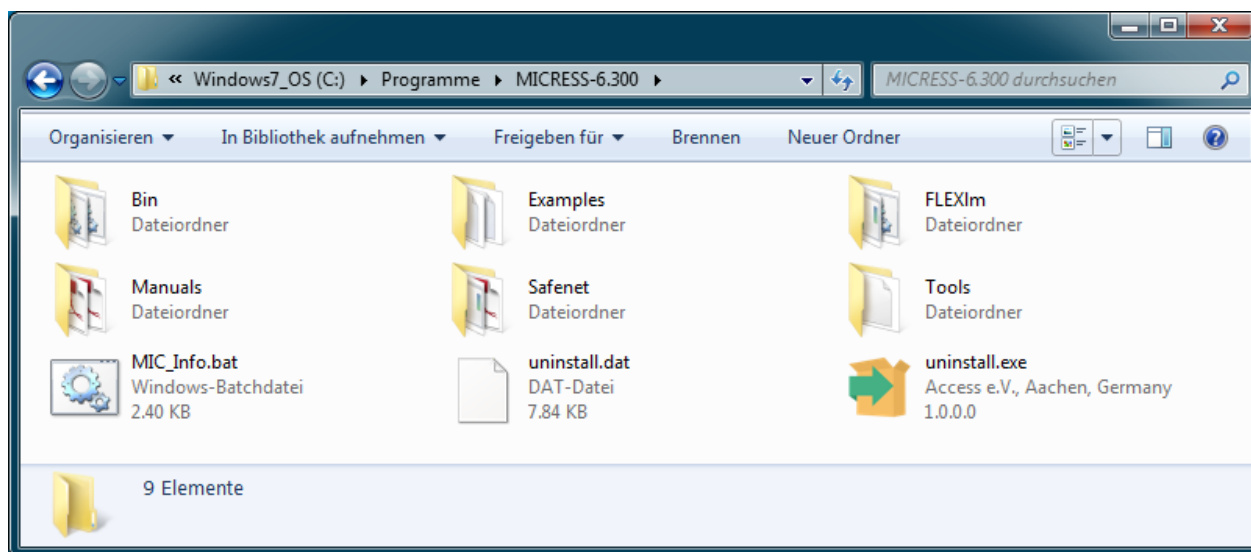 « Windows7_OS (C:) ▸ Programme ▸ MICRESS-6.300 ▸ MICRESS-6.300 durchsuchen
Organisieren In Bibliothek aufnehmen Freigeben für Brennen Neuer Ordner
Bin
Dateiordner
Examples
Dateiordner
FLEXlm
Dateiordner
Manuals
Dateiordner
Safenet
Dateiordner
Tools
Dateiordner
MIC_Info.bat
Windows-Batchdatei
2.40 KB
uninstall.dat
DAT-Datei
7.84 KB
uninstall.exe
Access e.V., Aachen, Germany
1.0.0.0
9 Elemente